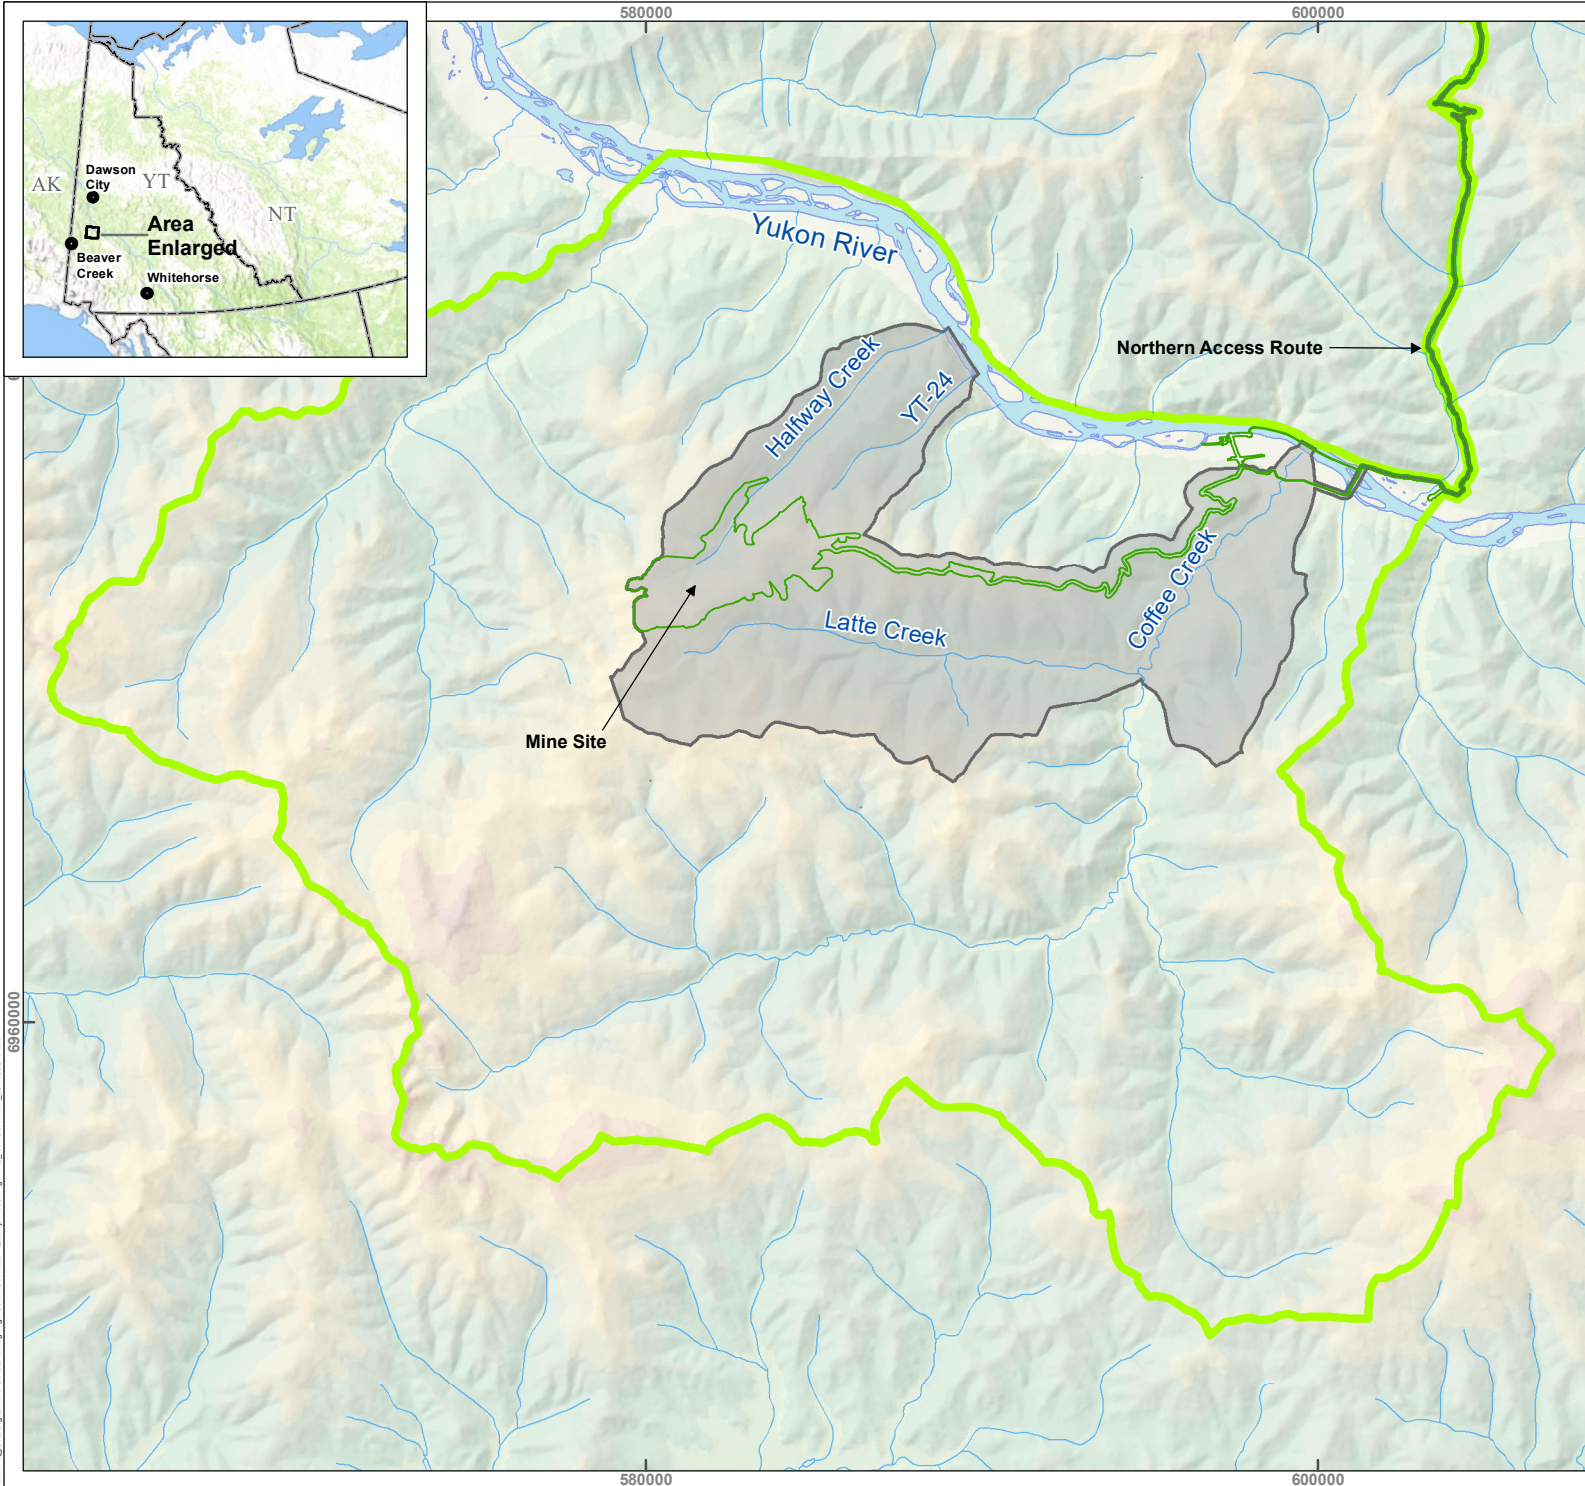 580000
600000
AK
Dawson
City
YT
NT
Area
Enlarged
Beaver
Creek
Whitehorse
Yukon River
Northern Access Route
Halfway Creek
YT-24
Coffee Creek
Latte Creek
Mine Site
6960000
580000
600000